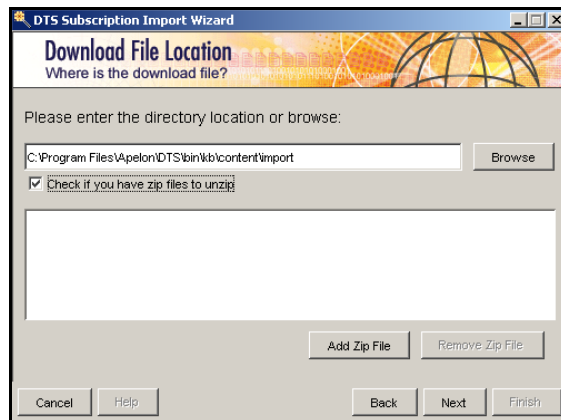 DTS Subscription Import Wizard
Download File Location
Where is the download file?
Please enter the directory location or browse:
C:\Program Files\Apelon\DTS\bin\kb\content\import
Browse
Check if you have zip files to unzip
Add Zip File
Remove Zip File
Cancel
Help
Back
Next
Finish